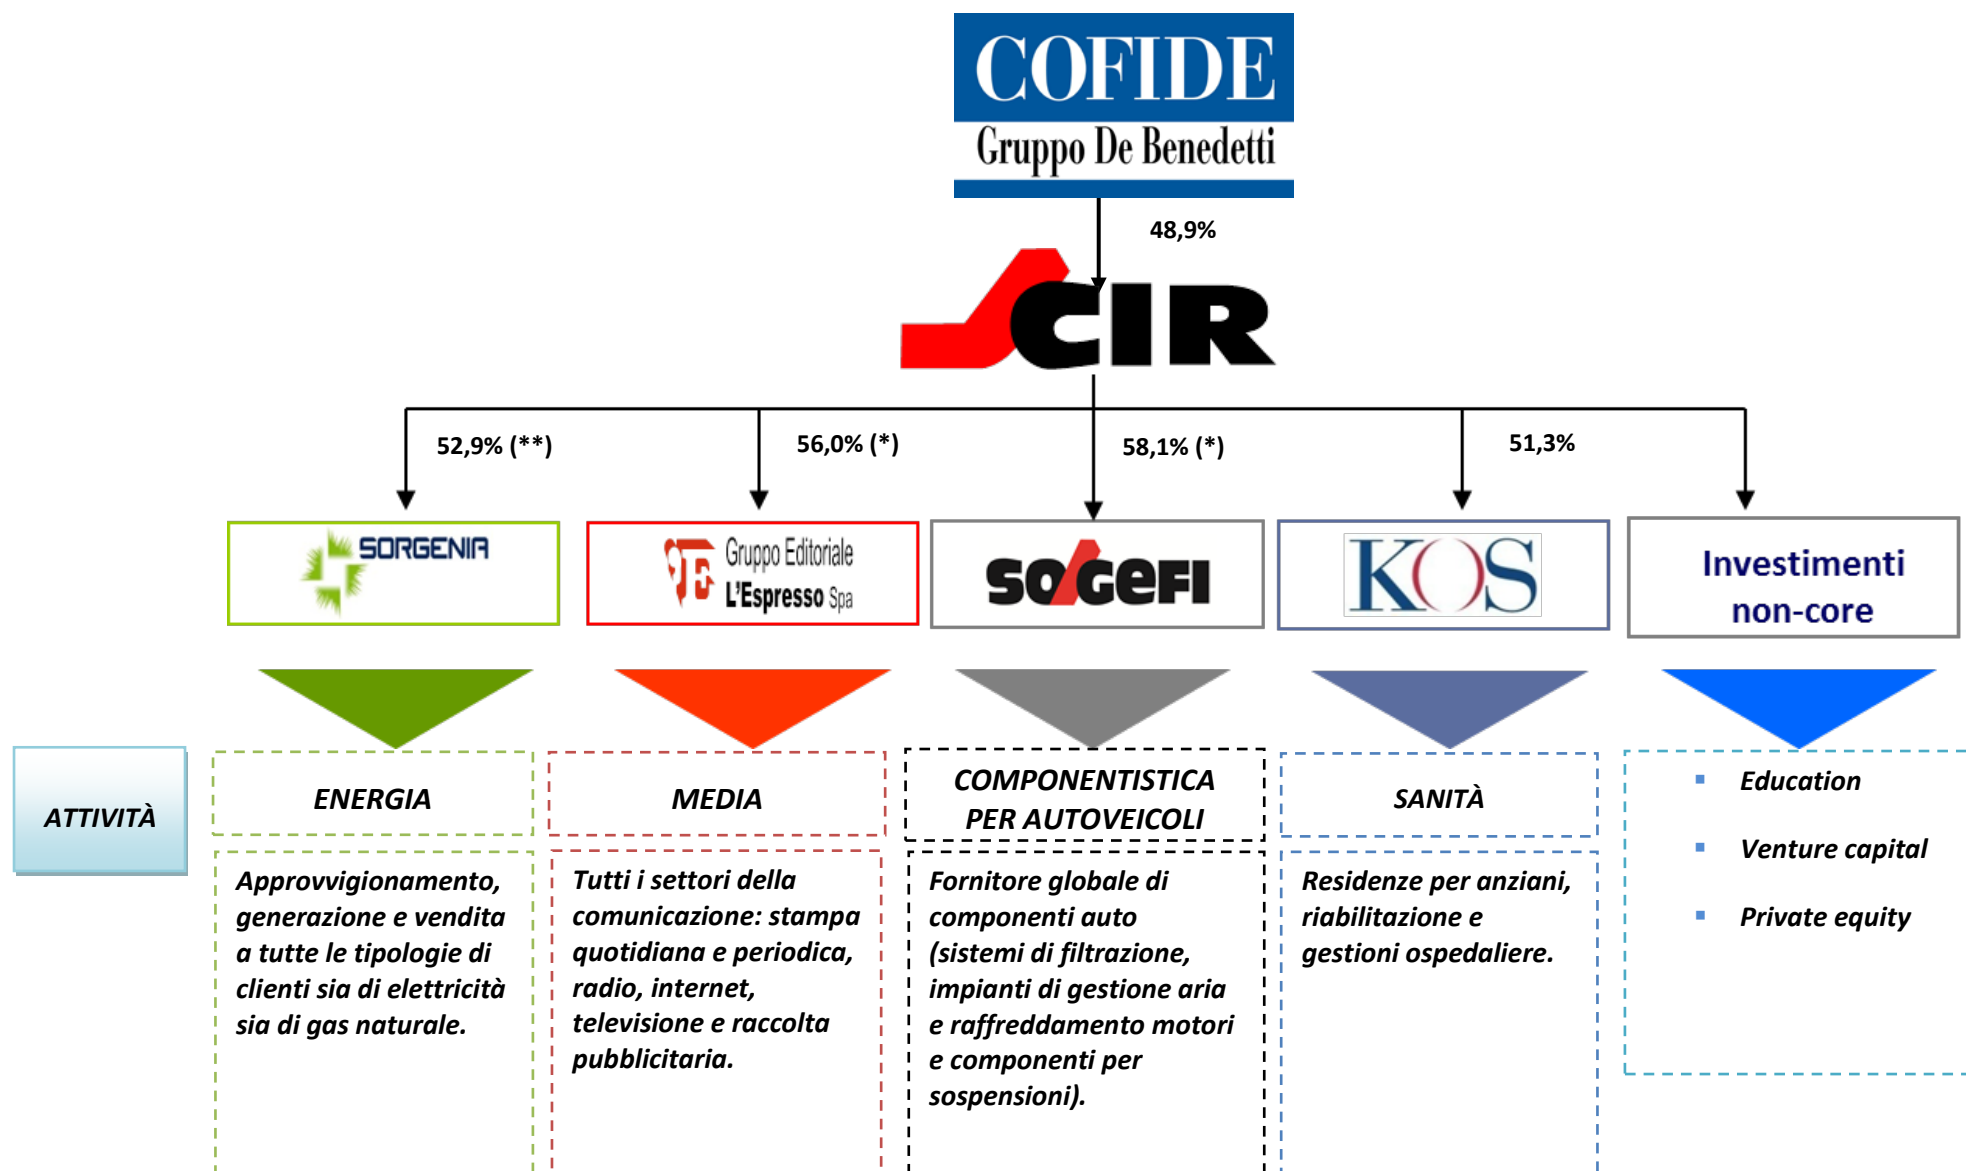 COFIDE
Gruppo De Benedetti
48,9%
CIR
52,9% (**)
56,0% (*)
58,1% (*)
51,3%
SORGENIA
Gruppo Editoriale
L'Espresso Spa
SOGEFI
KOS
Investimenti
non-core
ATTIVITÀ
ENERGIA
Approvvigionamento,
generazione e vendita
a tutte le tipologie di
clienti sia di elettricità
sia di gas naturale.
MEDIA
Tutti i settori della
comunicazione: stampa
quotidiana e periodica,
radio, internet,
televisione e raccolta
pubblicitaria.
COMPONENTISTICA
PER AUTOVEICOLI
Fornitore globale di
componenti auto
(sistemi di filtrazione,
impianti di gestione aria
e raffreddamento motori
e componenti per
sospensioni).
SANITÀ
Residenze per anziani,
riabilitazione e
gestioni ospedaliere.
▪ Education
▪ Venture capital
▪ Private equity